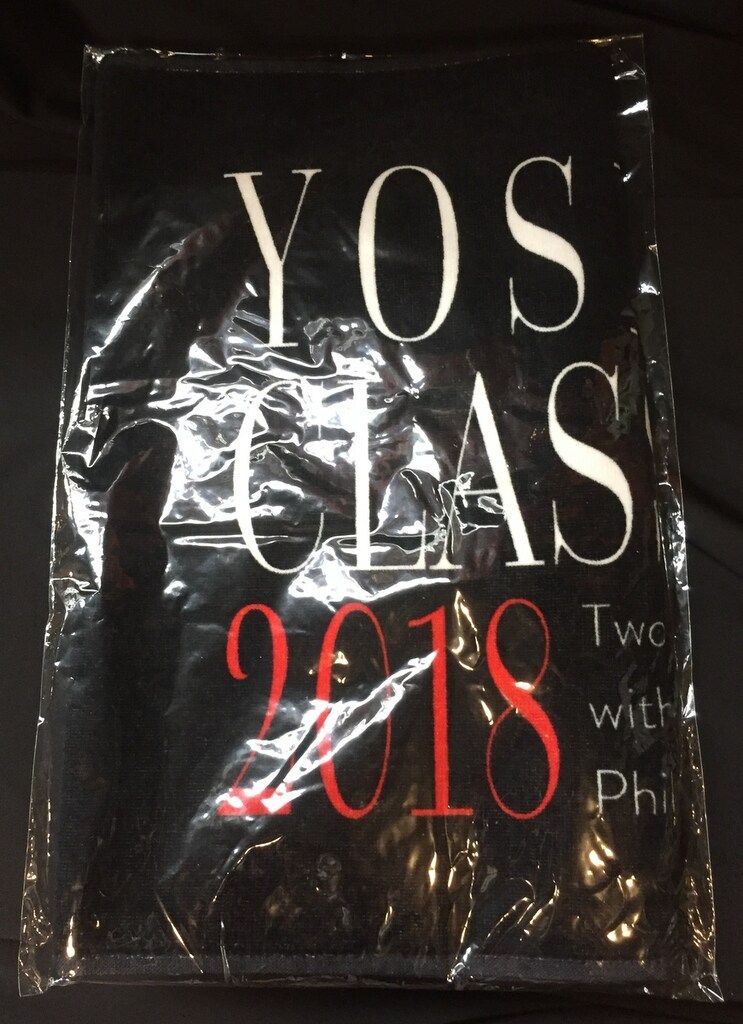 YOS
CLAS
2018
Two
with
Phi